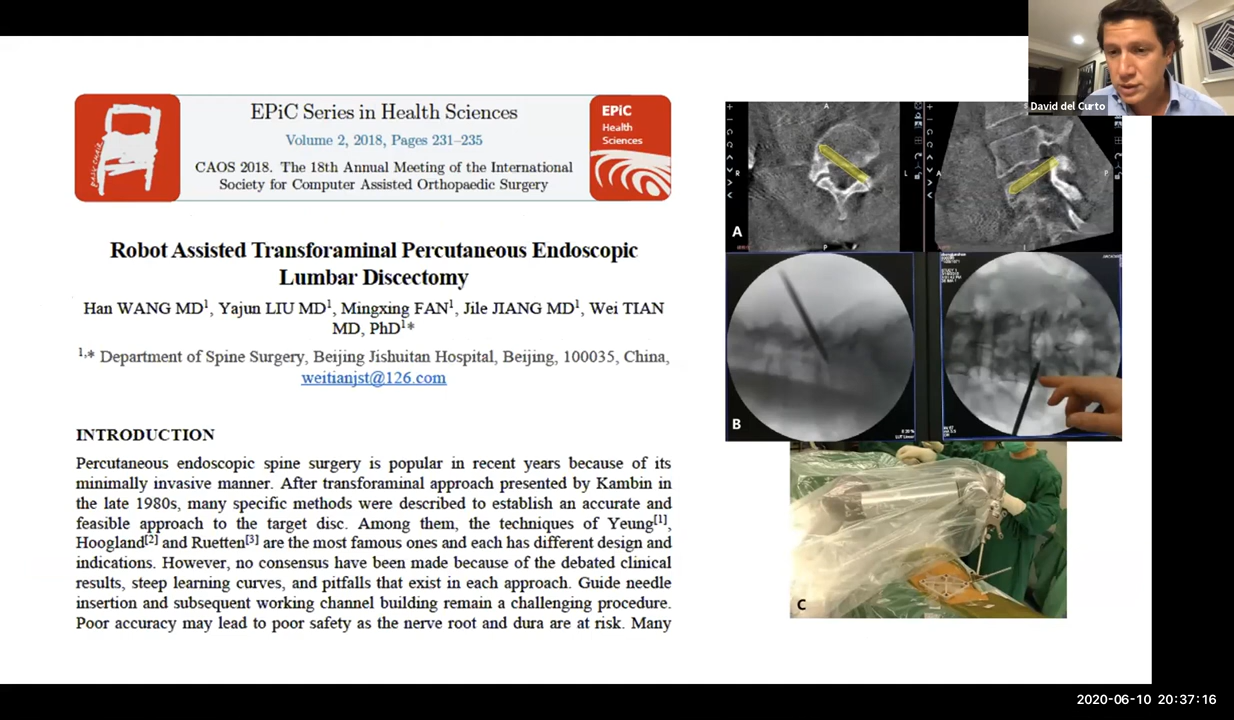 EPiC Series in Health Sciences
Volume 2, 2018, Pages 231–235
CAOS 2018. The 18th Annual Meeting of the International
Society for Computer Assisted Orthopaedic Surgery
EPiC
Health
Sciences
David del Curto
Robot Assisted Transforaminal Percutaneous Endoscopic
Lumbar Discectomy
Han WANG MD¹, Yajun LIU MD¹, Mingxing FAN¹, Jile JIANG MD¹, Wei TIAN
MD, PhD¹*
¹,* Department of Spine Surgery, Beijing Jishuitan Hospital, Beijing, 100035, China,
weitianjst@126.com
INTRODUCTION
Percutaneous endoscopic spine surgery is popular in recent years because of its
minimally invasive manner. After transforaminal approach presented by Kambin in
the late 1980s, many specific methods were described to establish an accurate and
feasible approach to the target disc. Among them, the techniques of Yeung[1],
Hoogland[2] and Ruetten[3] are the most famous ones and each has different design and
indications. However, no consensus have been made because of the debated clinical
results, steep learning curves, and pitfalls that exist in each approach. Guide needle
insertion and subsequent working channel building remain a challenging procedure.
Poor accuracy may lead to poor safety as the nerve root and dura are at risk. Many
A
R
L
P
A
A
P
B
C
2020-06-10 20:37:16